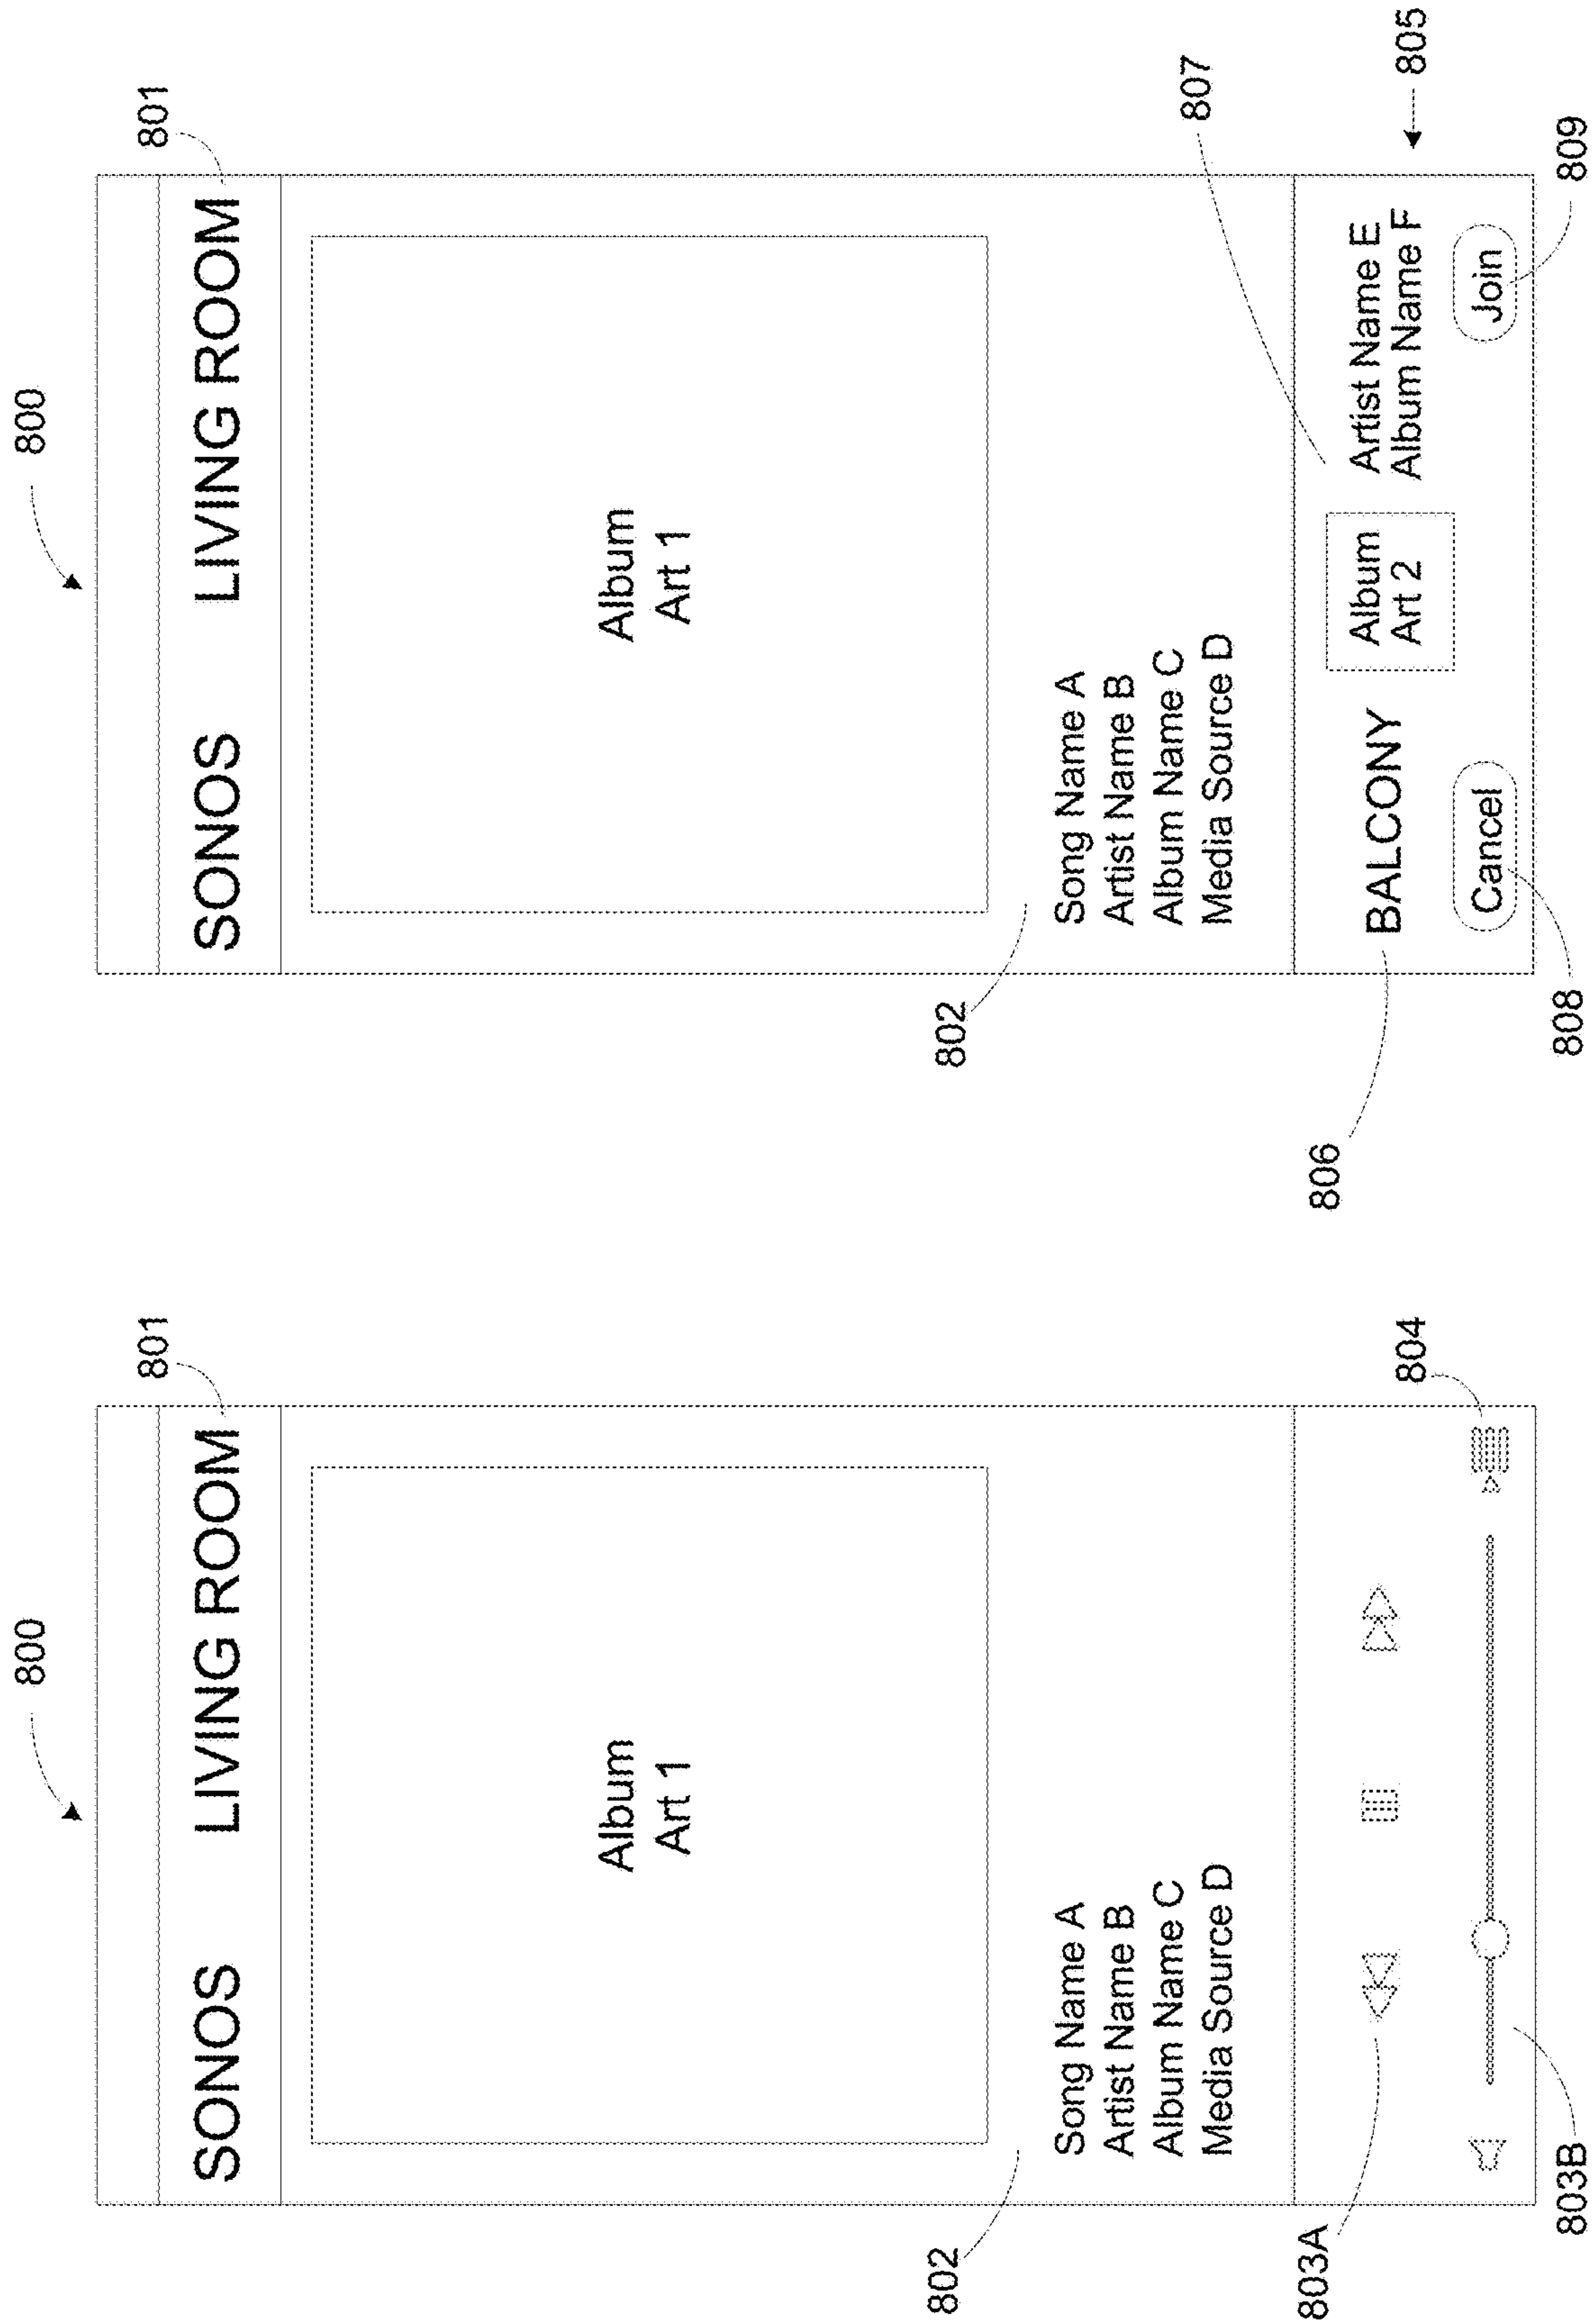 800
SONOS LIVING ROOM
801
Album
Art 1
802
Song Name A
Artist Name B
Album Name C
Media Source D
803A
803B
804
800
SONOS LIVING ROOM
801
Album
Art 1
802
Song Name A
Artist Name B
Album Name C
Media Source D
807
806
BALCONY
Album
Art 2
Artist Name E
Album Name F
805
Cancel
Join
808
809